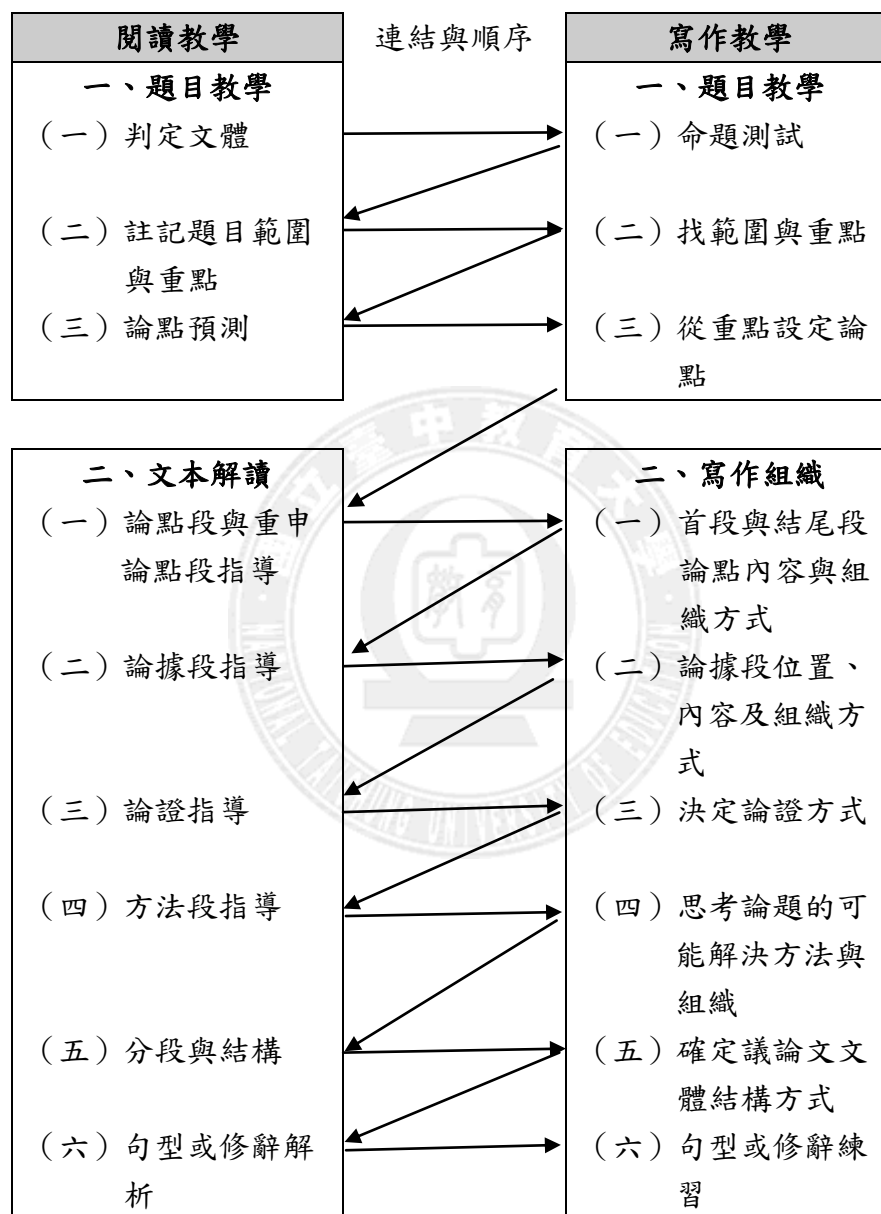 閱讀教學
連結與順序
寫作教學
一、題目教學
（一）判定文體
（二）註記題目範圍
與重點
（三）論點預測
一、題目教學
（一）命題測試
（二）找範圍與重點
（三）從重點設定論
點
二、文本解讀
（一）論點段與重申
論點段指導
（二）論據段指導
（三）論證指導
（四）方法段指導
（五）分段與結構
（六）句型或修辭解
析
二、寫作組織
（一）首段與結尾段
論點內容與組
織方式
（二）論據段位置、
內容及組織方
式
（三）決定論證方式
（四）思考論題的可
能解決方法與
組織
（五）確定議論文文
體結構方式
（六）句型或修辭練
習